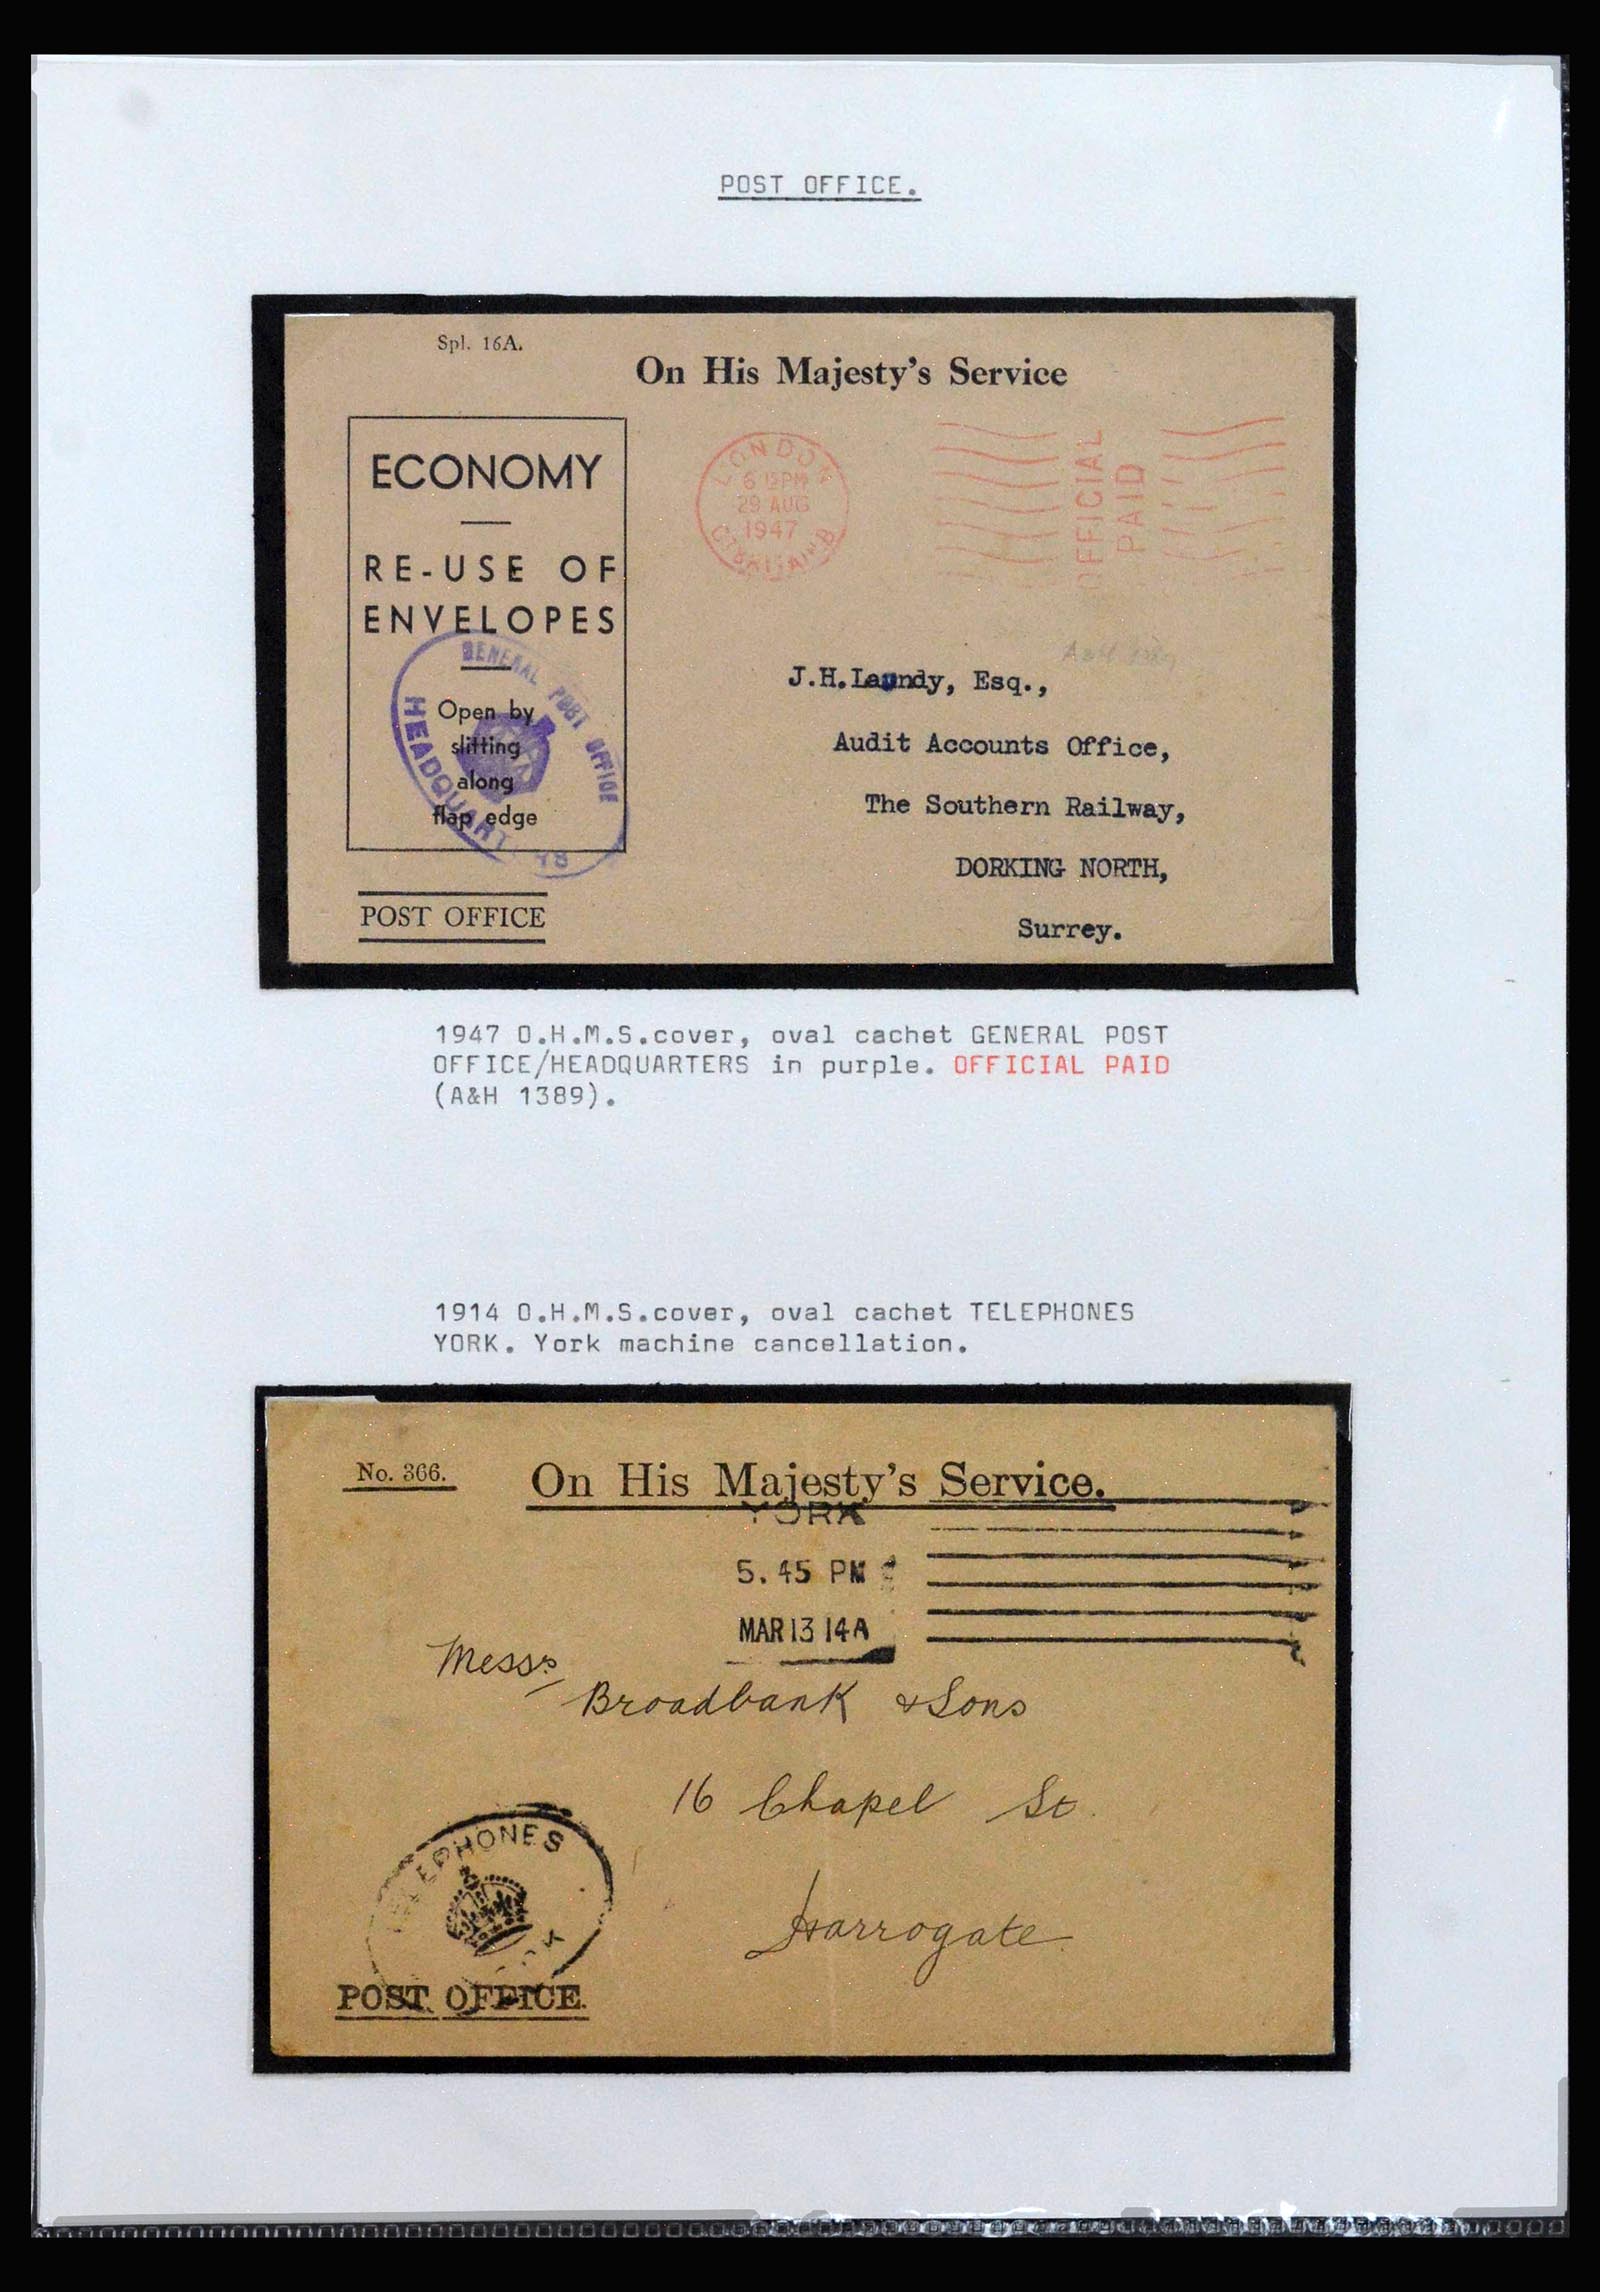 POST OFFICE.
Spl. 16A.
On His Majesty's Service
ECONOMY
RE-USE OF
ENVELOPES
Open by
slitting
along
flap edge
GENERAL POST OFFICE
HEADQUARTERS
POST OFFICE
LONDON
6 15PM
29 AUG
1947
OFFICIAL
PAID
J.H.Laundy, Esq.,
Audit Accounts Office,
The Southern Railway,
DORKING NORTH,
Surrey.
1947 O.H.M.S.cover, oval cachet GENERAL POST
OFFICE/HEADQUARTERS in purple. OFFICIAL PAID
(A&H 1389).
1914 O.H.M.S.cover, oval cachet TELEPHONES
YORK. York machine cancellation.
No. 366.
On His Majesty's Service.
YORK
5.45 PM
MAR 13 14 A
Messrs
Broadbank & Sons
16 Chapel St.
Harrogate
TELEPHONES
YORK
POST OFFICE.